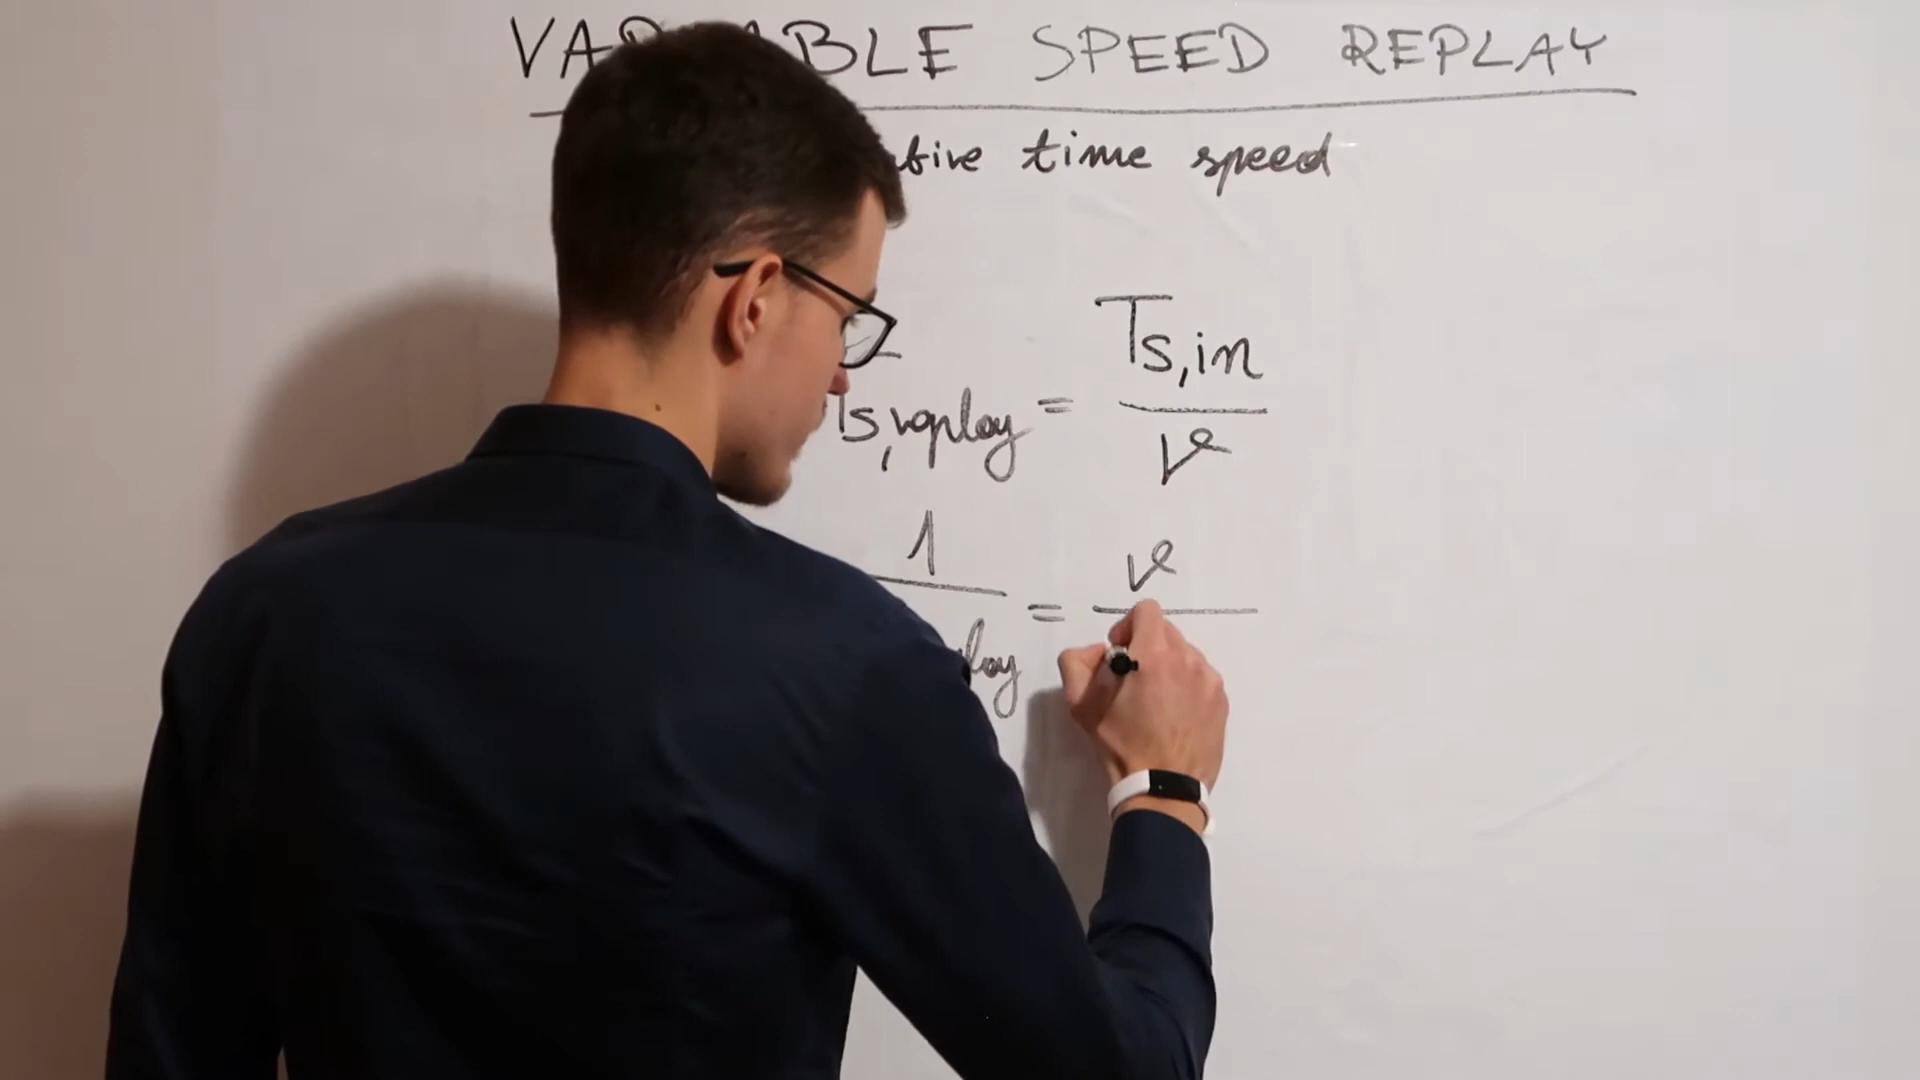 VARIABLE SPEED REPLAY
time speed
Ts,in
Ts,replay = 
v
1 v
=